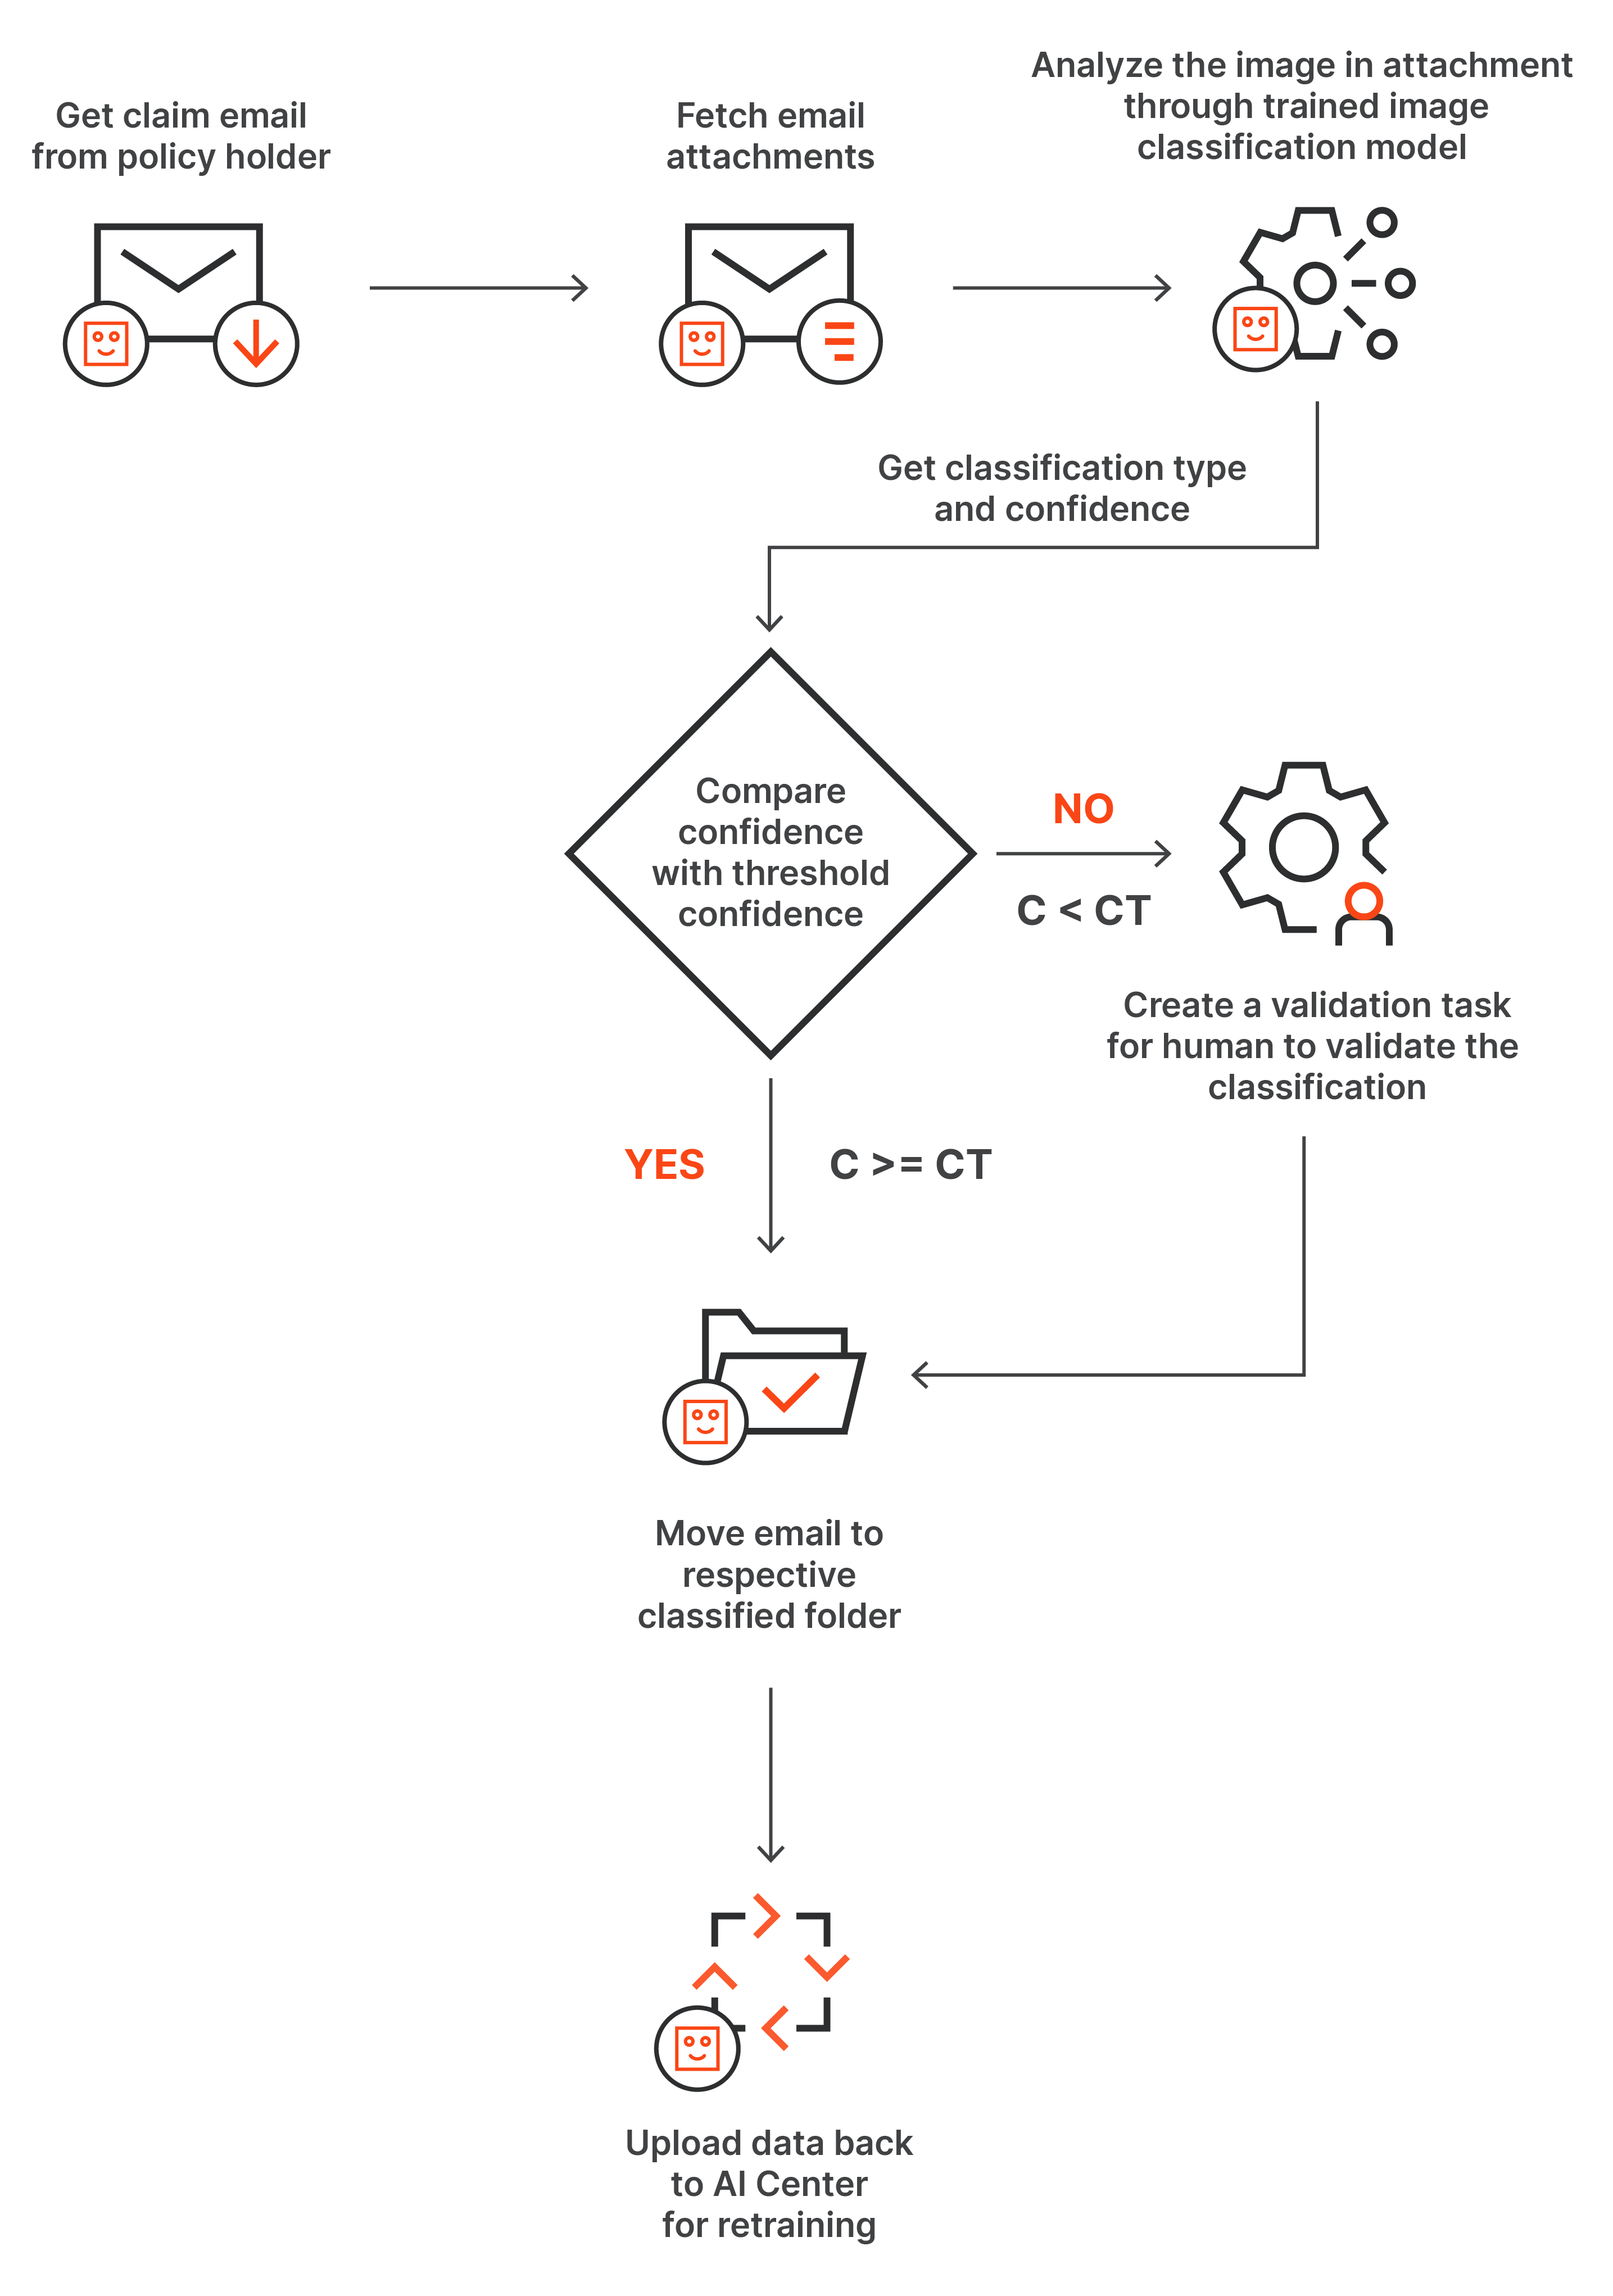 Get claim email
from policy holder
Fetch email
attachments
Analyze the image in attachment
through trained image
classification model
Get classification type
and confidence
Compare
confidence
with threshold
confidence
NO
C < CT
Create a validation task
for human to validate the
classification
YES
C >= CT
Move email to
respective
classified folder
Upload data back
to AI Center
for retraining